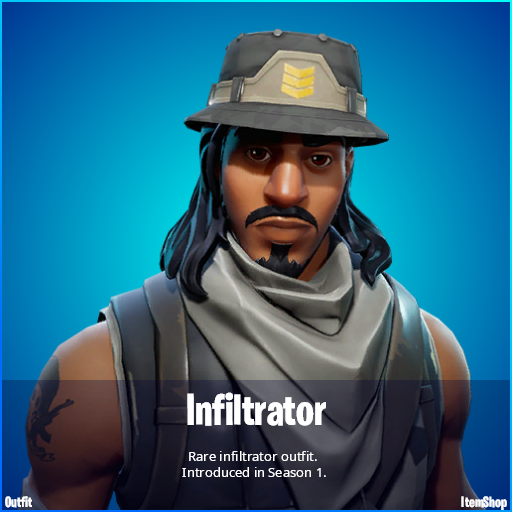 Infiltrator
Rare infiltrator outfit.
Introduced in Season 1.
Outfit
ItemShop